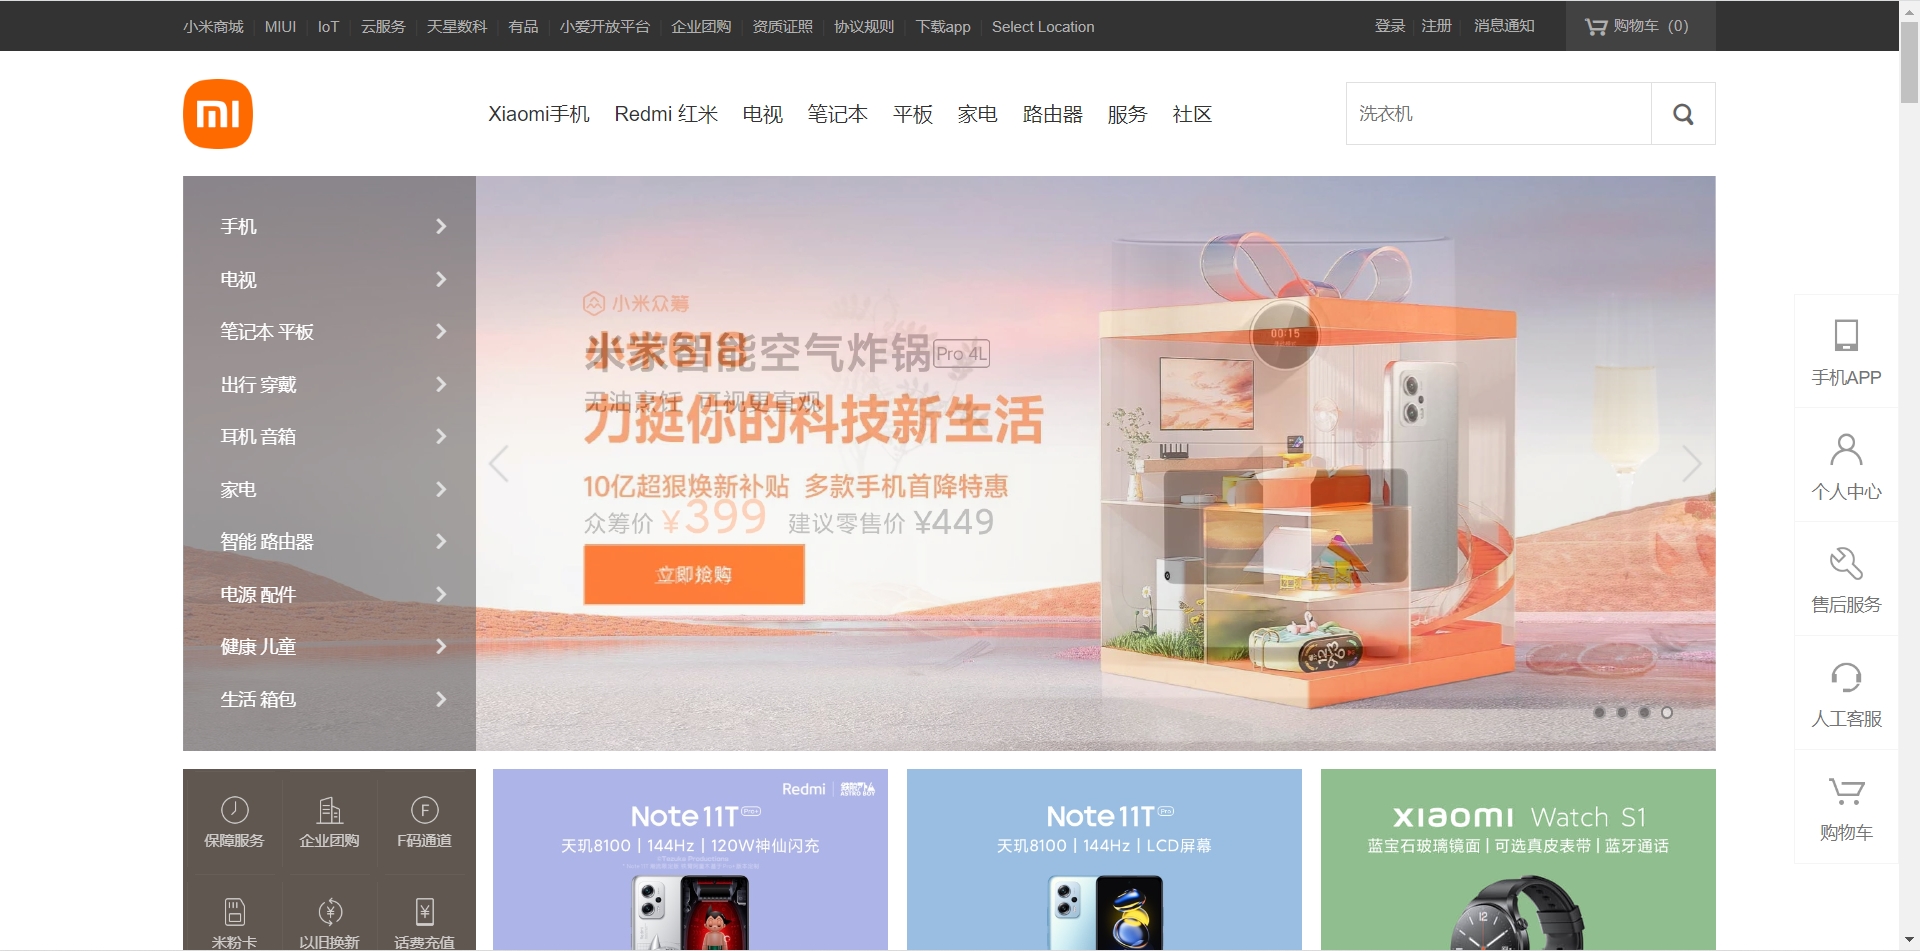 小米商城 MIUI IoT 云服务 天星数科 有品 小爱开放平台 企业团购 资质证照 协议规则 下载app Select Location 登录 注册 消息通知 购物车 (0)
Xiaomi手机 Redmi 红米 电视 笔记本 平板 家电 路由器 服务 社区
洗衣机
手机
电视
笔记本 平板
出行 穿戴
耳机 音箱
家电
智能 路由器
电源 配件
健康 儿童
生活 箱包
小米众筹
米家智能空气炸锅 Pro 4L
无油烹饪 可视更直观
力挺你的科技新生活
10亿超狠焕新补贴 多款手机首降特惠
众筹价 ¥399 建议零售价 ¥449
立即抢购
00:15
手机APP
个人中心
售后服务
人工客服
购物车
保障服务 企业团购 F码通道
米粉卡 以旧换新 话费充值
Redmi
ASTRO BOY
Note 11T Pro+
天玑8100 | 144Hz | 120W神仙闪充
©Tezuka Productions
Note 11T Pro
天玑8100 | 144Hz | LCD屏幕
xiaomi Watch S1
蓝宝石玻璃镜面 | 可选真皮表带 | 蓝牙通话